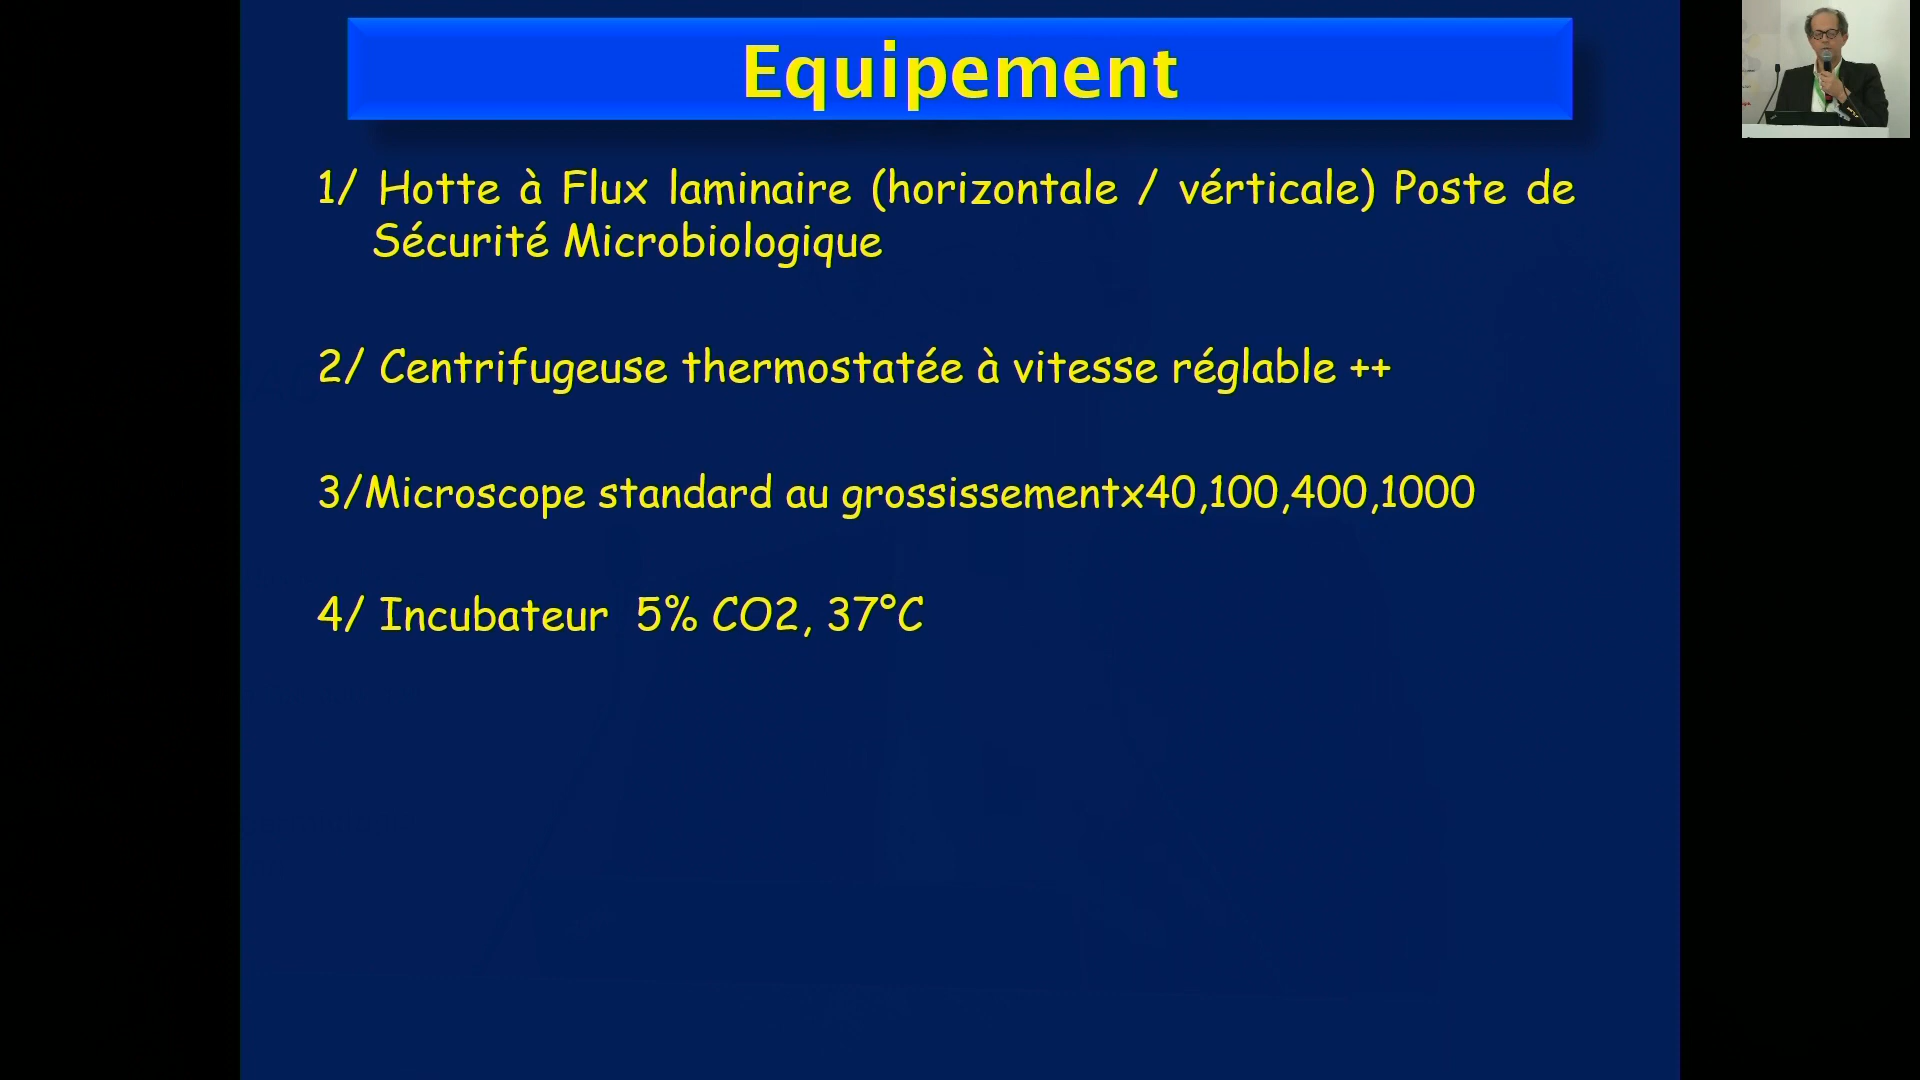 Equipement
1/ Hotte à Flux laminaire (horizontale / vérticale) Poste de
Sécurité Microbiologique
2/ Centrifugeuse thermostatée à vitesse réglable ++
3/Microscope standard au grossissementx40,100,400,1000
4/ Incubateur 5% CO2, 37°C